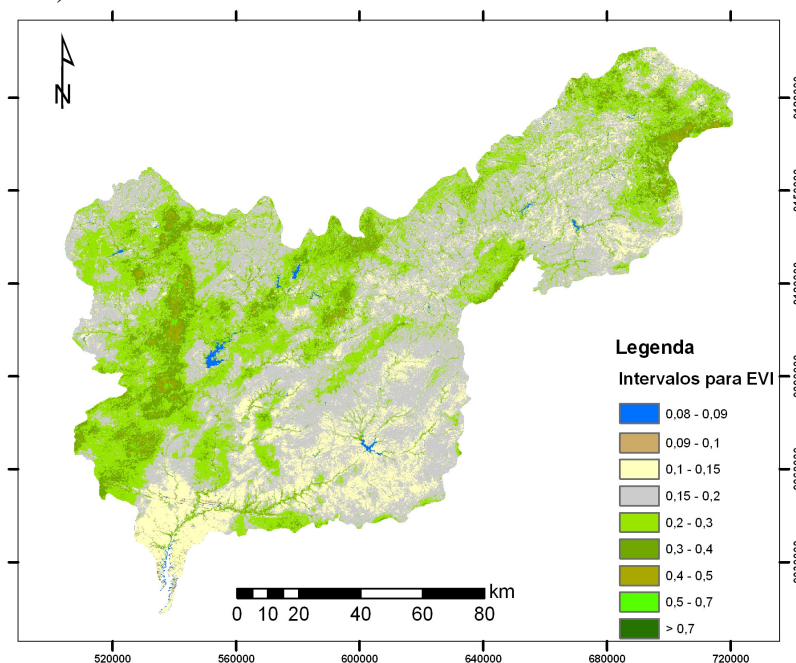 N
Legenda
Intervalos para EVI
0,08 - 0,09
0,09 - 0,1
0,1 - 0,15
0,15 - 0,2
0,2 - 0,3
0,3 - 0,4
0,4 - 0,5
0,5 - 0,7
> 0,7
km
0 10 20 40 60 80
520000 560000 600000 640000 680000 720000